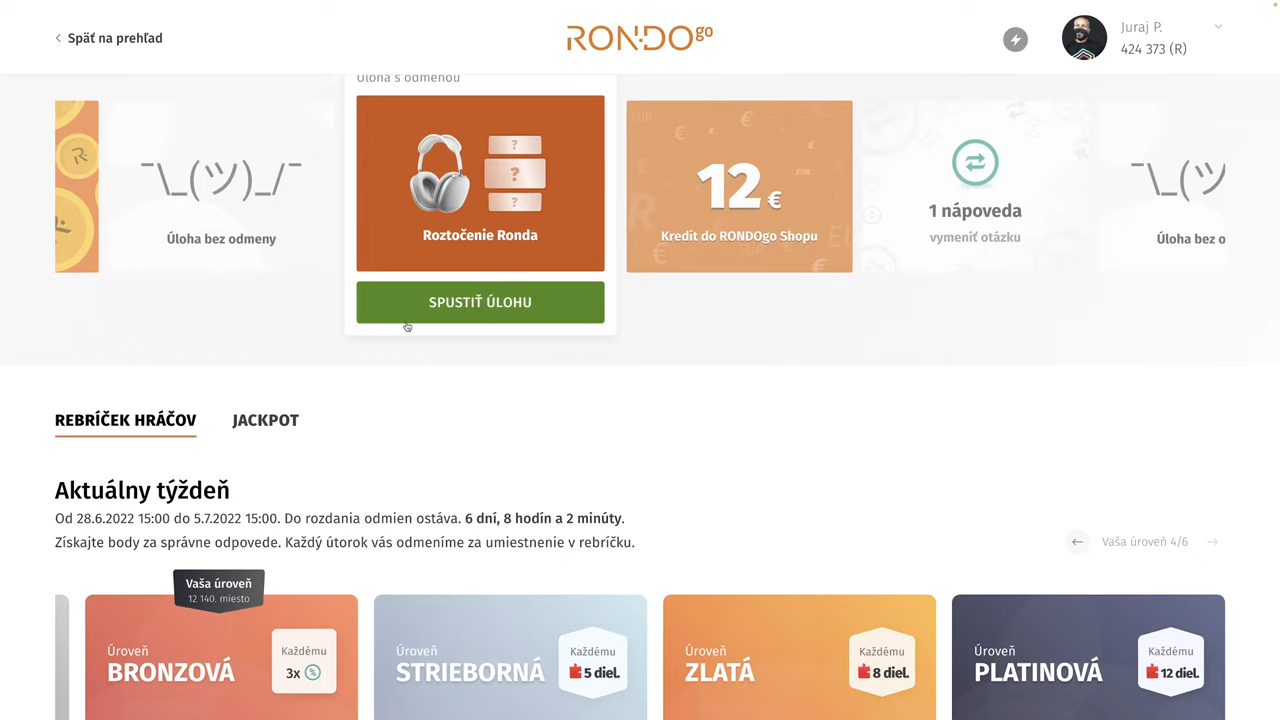 Späť na prehľad
RONDOgo
Juraj P.
424 373 (R)
Úloha s odmenou
¯\_(ツ)_/¯
Úloha bez odmeny
?
?
?
Roztočenie Ronda
SPUSTIŤ ÚLOHU
12 €
Kredit do RONDOgo Shopu
1 nápoveda
vymeniť otázku
¯\_(ツ
Úloha bez o
REBRÍČEK HRÁČOV
JACKPOT
Aktuálny týždeň
Od 28.6.2022 15:00 do 5.7.2022 15:00. Do rozdania odmien ostáva. 6 dní, 8 hodín a 2 minúty.
Získajte body za správne odpovede. Každý útorok vás odmeníme za umiestnenie v rebríčku.
← Vaša úroveň 4/6 →
Vaša úroveň
12 140. miesto
Úroveň
BRONZOVÁ
Každému
3x %
Úroveň
STRIEBORNÁ
Každému
5 diel.
Úroveň
ZLATÁ
Každému
8 diel.
Úroveň
PLATINOVÁ
Každému
12 diel.